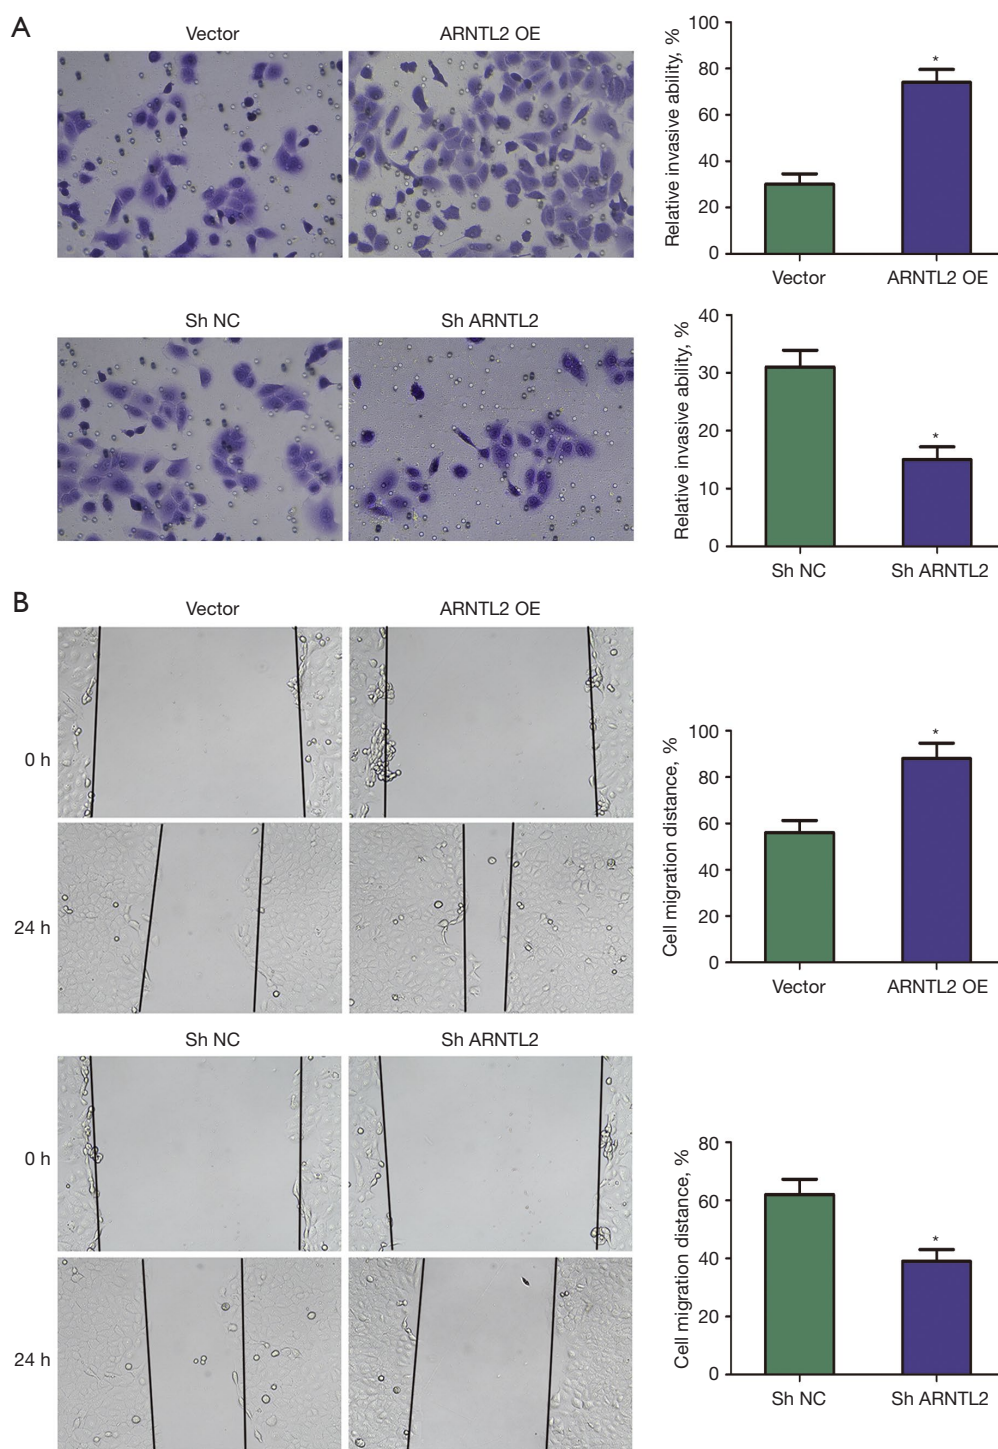 A
Vector
ARNTL2 OE
Relative invasive ability, %
100
80
60
40
20
0
*
Vector
ARNTL2 OE
Sh NC
Sh ARNTL2
Relative invasive ability, %
40
30
20
10
0
*
Sh NC
Sh ARNTL2
B
Vector
ARNTL2 OE
0 h
24 h
Cell migration distance, %
100
80
60
40
20
0
*
Vector
ARNTL2 OE
Sh NC
Sh ARNTL2
0 h
24 h
Cell migration distance, %
80
60
40
20
0
*
Sh NC
Sh ARNTL2